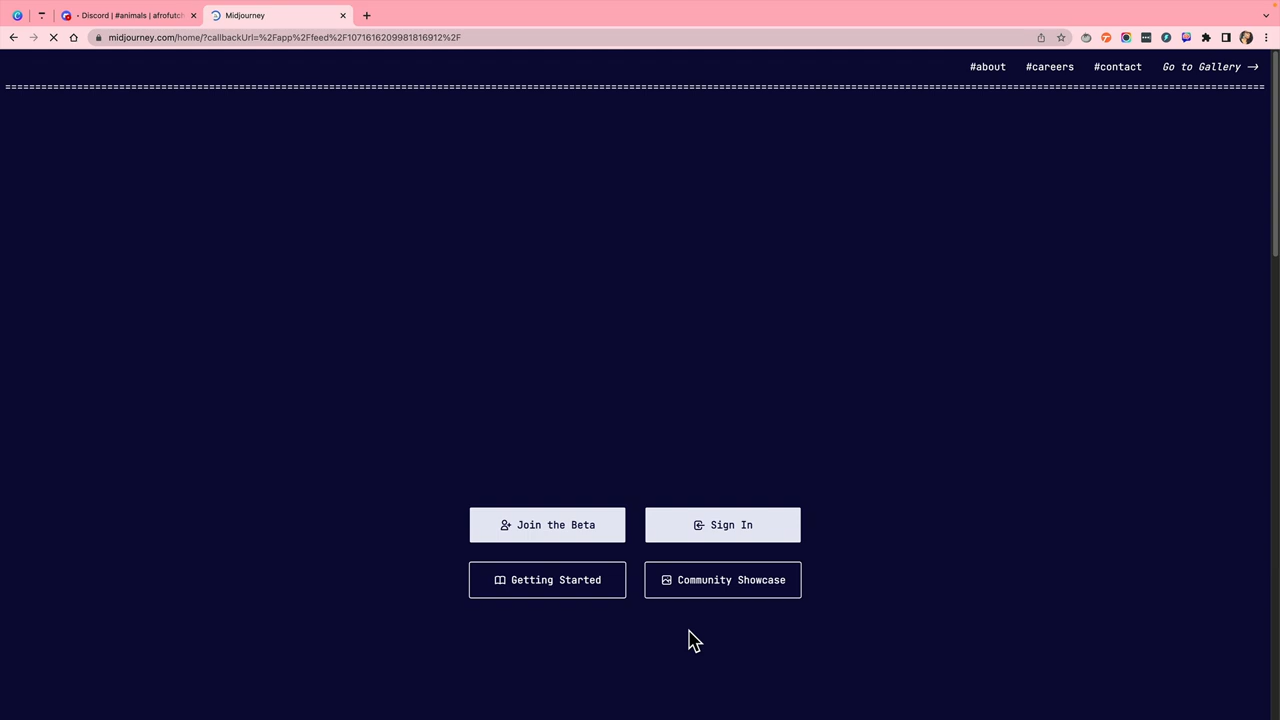 • Discord | #animals | afrofutch
Midjourney
midjourney.com/home/?callbackUrl=%2Fapp%2Ffeed%2F1071616209981816912%2F
#about #careers #contact Go to Gallery →
Join the Beta
Sign In
Getting Started
Community Showcase